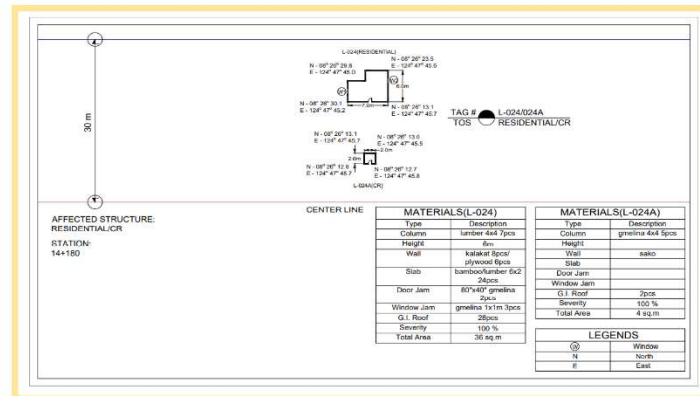 L-024(RESIDENTIAL)
N - 08° 26" 29.8
E - 124° 47" 45.0
N - 08° 26" 23.5
E - 124° 47" 45.5
6.0m
W
W
N - 08° 26" 30.1
E - 124° 47" 45.2
7.0m
N - 08° 26" 13.1
E - 124° 47" 45.7
TAG # L-024/024A
TOS RESIDENTIAL/CR
30 m
N - 08° 26" 13.1
E - 124° 47" 45.7
N - 08° 26" 13.0
E - 124° 47" 45.5
2.0m
2.0m
N - 08° 26" 12.8
E - 124° 47" 45.7
N - 08° 26" 12.7
E - 124° 47" 45.8
L-024A(CR)
CENTER LINE
AFFECTED STRUCTURE:
RESIDENTIAL/CR
STATION:
14+180
MATERIALS(L-024)
Type Description
Column lumber 4x4 7pcs
Height 6m
Wall kalakat 8pcs/
plywood 6pcs
Slab bamboo/lumber 6x2
24pcs
Door Jam 80"x40" gmelina
2pcs
Window Jam gmelina 1x1m 3pcs
G.I. Roof 28pcs
Severity 100 %
Total Area 36 sq.m
MATERIALS(L-024A)
Type Description
Column gmelina 4x4 5pcs
Height
Wall sako
Slab
Door Jam
Window Jam
G.I. Roof 2pcs
Severity 100 %
Total Area 4 sq.m
LEGENDS
W Window
N North
E East